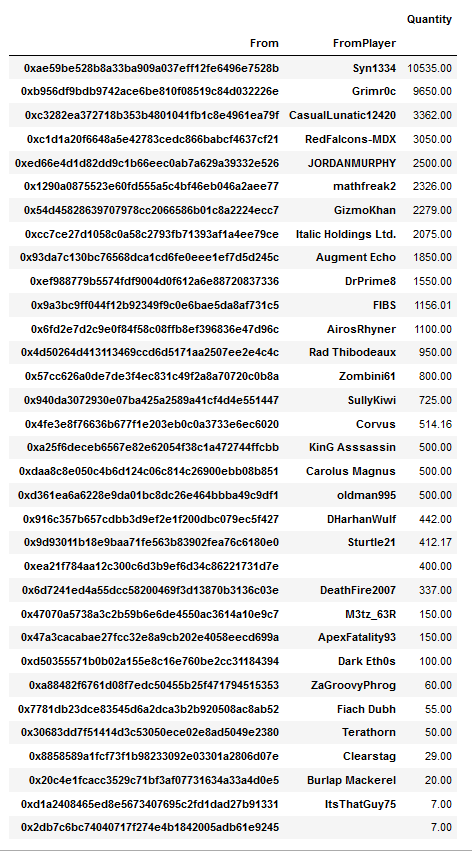 Quantity
From FromPlayer
0xae59be528b8a33ba909a037eff12fe6496e7528b Syn1334 10535.00
0xb956df9bdb9742ace6be810f08519c84d032226e Grimr0c 9650.00
0xc3282ea372718b353b4801041fb1c8e4961ea79f CasualLunatic12420 3362.00
0xc1d1a20f6648a5e42783cedc866babcf4637cf21 RedFalcons-MDX 3050.00
0xed66e4d1d82dd9c1b66eec0ab7a629a39332e526 JORDANMURPHY 2500.00
0x1290a0875523e60fd555a5c4bf46eb046a2aee77 mathfreak2 2326.00
0x54d45828639707978cc2066586b01c8a2224ecc7 GizmoKhan 2279.00
0xcc7ce27d1058c0a58c2793fb71393af1a4ee79ce Italic Holdings Ltd. 2075.00
0x93da7c130bc76568dca1cd6fe0eee1ef7d5d245c Augment Echo 1850.00
0xef988779b5574fdf9004d0f612a6e88720837336 DrPrime8 1550.00
0x9a3bc9ff044f12b92349f9c0e6bae5da8af731c5 FIBS 1156.01
0x6fd2e7d2c9e0f84f58c08ffb8ef396836e47d96c AirosRhyner 1100.00
0x4d50264d413113469ccd6d5171aa2507ee2e4c4c Rad Thibodeaux 950.00
0x57cc626a0de7de3f4ec831c49f2a8a70720c0b8a Zombini61 800.00
0x940da3072930e07ba425a2589a41cf4d4e551447 SullyKiwi 725.00
0x4fe3e8f76636b677f1e203eb0c0a3733e6ec6020 Corvus 514.16
0xa25f6deceb6567e82e62054f38c1a472744ffcbb KinG Asssassin 500.00
0xdaa8c8e050c4b6d124c06c814c26900ebb08b851 Carolus Magnus 500.00
0xd361ea6a6228e9da01bc8dc26e464bbba49c9df1 oldman995 500.00
0x916c357b657cdbb3d9ef2e1f200dbc079ec5f427 DHarhanWulf 442.00
0x9d93011b18e9baa71fe563b83902fea76c6180e0 Sturtle21 412.17
0xea21f784aa12c300c6d3b9ef6d34c86221731d7e 400.00
0x6d7241ed4a55dcc58200469f3d13870b3136c03e DeathFire2007 337.00
0x47070a5738a3c2b59b6e6de4550ac3614a10e9c7 M3tz_63R 150.00
0x47a3cacabae27fcc32e8a9cb202e4058eecd699a ApexFatality93 150.00
0xd50355571b0b02a155e8c16e760be2cc31184394 Dark Eth0s 100.00
0xa88482f6761d08f7edc50455b25f471794515353 ZaGroovyPhrog 60.00
0x7781db23dce83545d6a2dca3b2b920508ac8ab52 Fiach Dubh 55.00
0x30683dd7f51414d3c53050ece02e8ad5049e2380 Terathorn 50.00
0x8858589a1fcf73f1b98233092e03301a2806d07e Clearstag 29.00
0x20c4e1fcacc3529c71bf3af07731634a33a4d0e5 Burlap Mackerel 20.00
0xd1a2408465ed8e5673407695c2fd1dad27b91331 ItsThatGuy75 7.00
0x2db7c6bc74040717f274e4b1842005adb61e9245 7.00